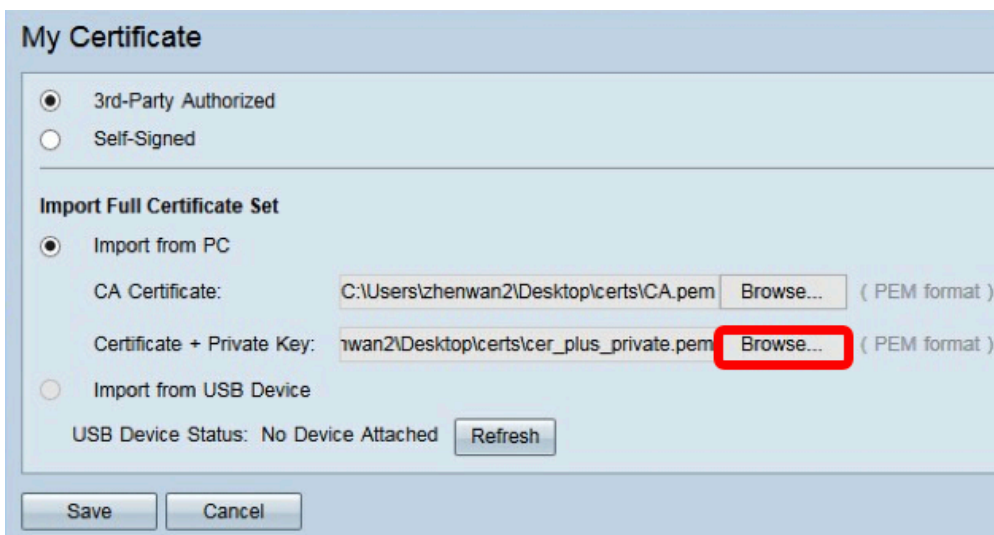 My Certificate
3rd-Party Authorized
Self-Signed
Import Full Certificate Set
Import from PC
CA Certificate: C:\Users\zhenwan2\Desktop\certs\CA.pem Browse... ( PEM format )
Certificate + Private Key: nwan2\Desktop\certs\cer_plus_private.pem Browse... ( PEM format )
Import from USB Device
USB Device Status: No Device Attached Refresh
Save Cancel